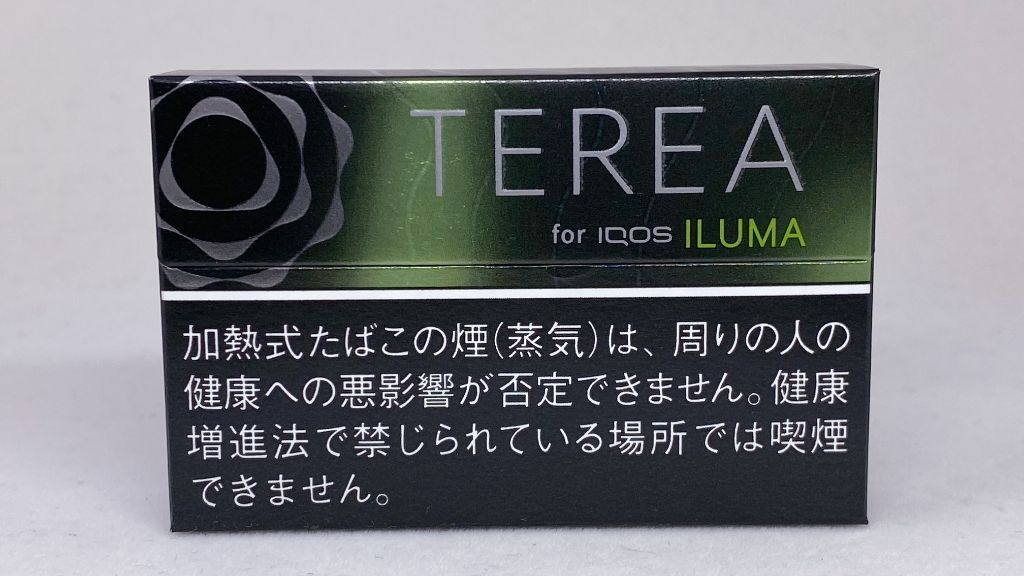 TEREA
for IQOS ILUMA
加熱式たばこの煙(蒸気)は、周りの人の
健康への悪影響が否定できません。健康
増進法で禁じられている場所では喫煙
できません。